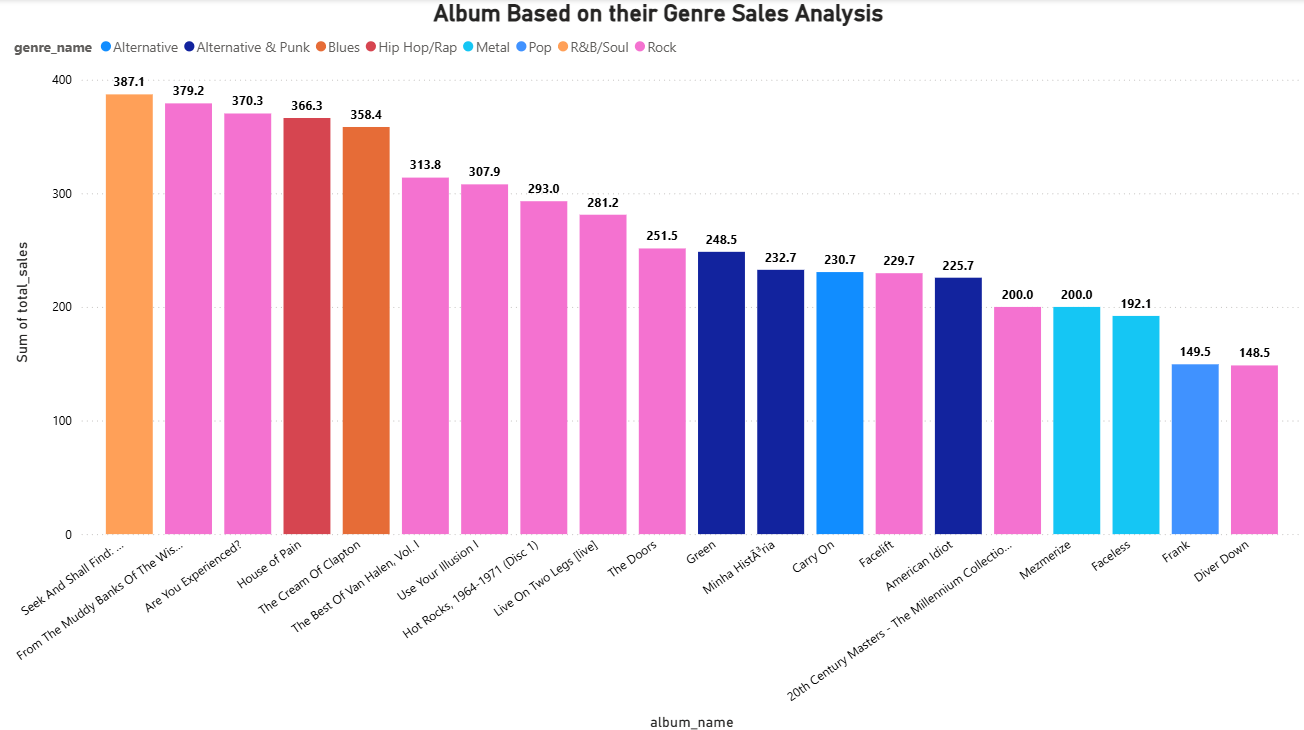 Album Based on their Genre Sales Analysis
genre_name Alternative Alternative & Punk Blues Hip Hop/Rap Metal Pop R&B/Soul Rock
Sum of total_sales
400
300
200
100
0
387.1
379.2
370.3
366.3
358.4
313.8
307.9
293.0
281.2
251.5
248.5
232.7
230.7
229.7
225.7
200.0
200.0
192.1
149.5
148.5
Seek And Shall Find: ...
From The Muddy Banks Of The Wis...
Are You Experienced?
House of Pain
The Cream Of Clapton
The Best Of Van Halen, Vol. I
Use Your Illusion I
Hot Rocks, 1964-1971 (Disc 1)
Live On Two Legs [live]
The Doors
Green
Minha HistÃ³ria
Carry On
Facelift
American Idiot
20th Century Masters - The Millennium Collectio...
Mezmerize
Faceless
Frank
Diver Down
album_name